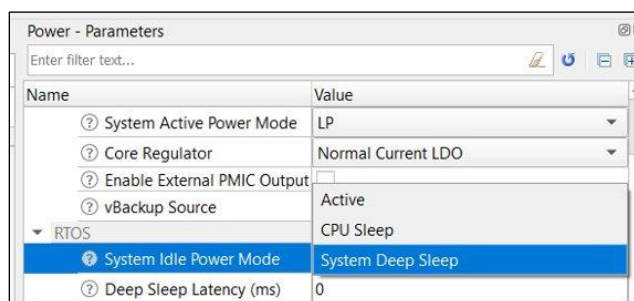 Power - Parameters
Enter filter text...
Name Value
System Active Power Mode LP
Core Regulator Normal Current LDO
Enable External PMIC Output
vBackup Source
Active
CPU Sleep
RTOS
System Idle Power Mode System Deep Sleep
Deep Sleep Latency (ms) 0